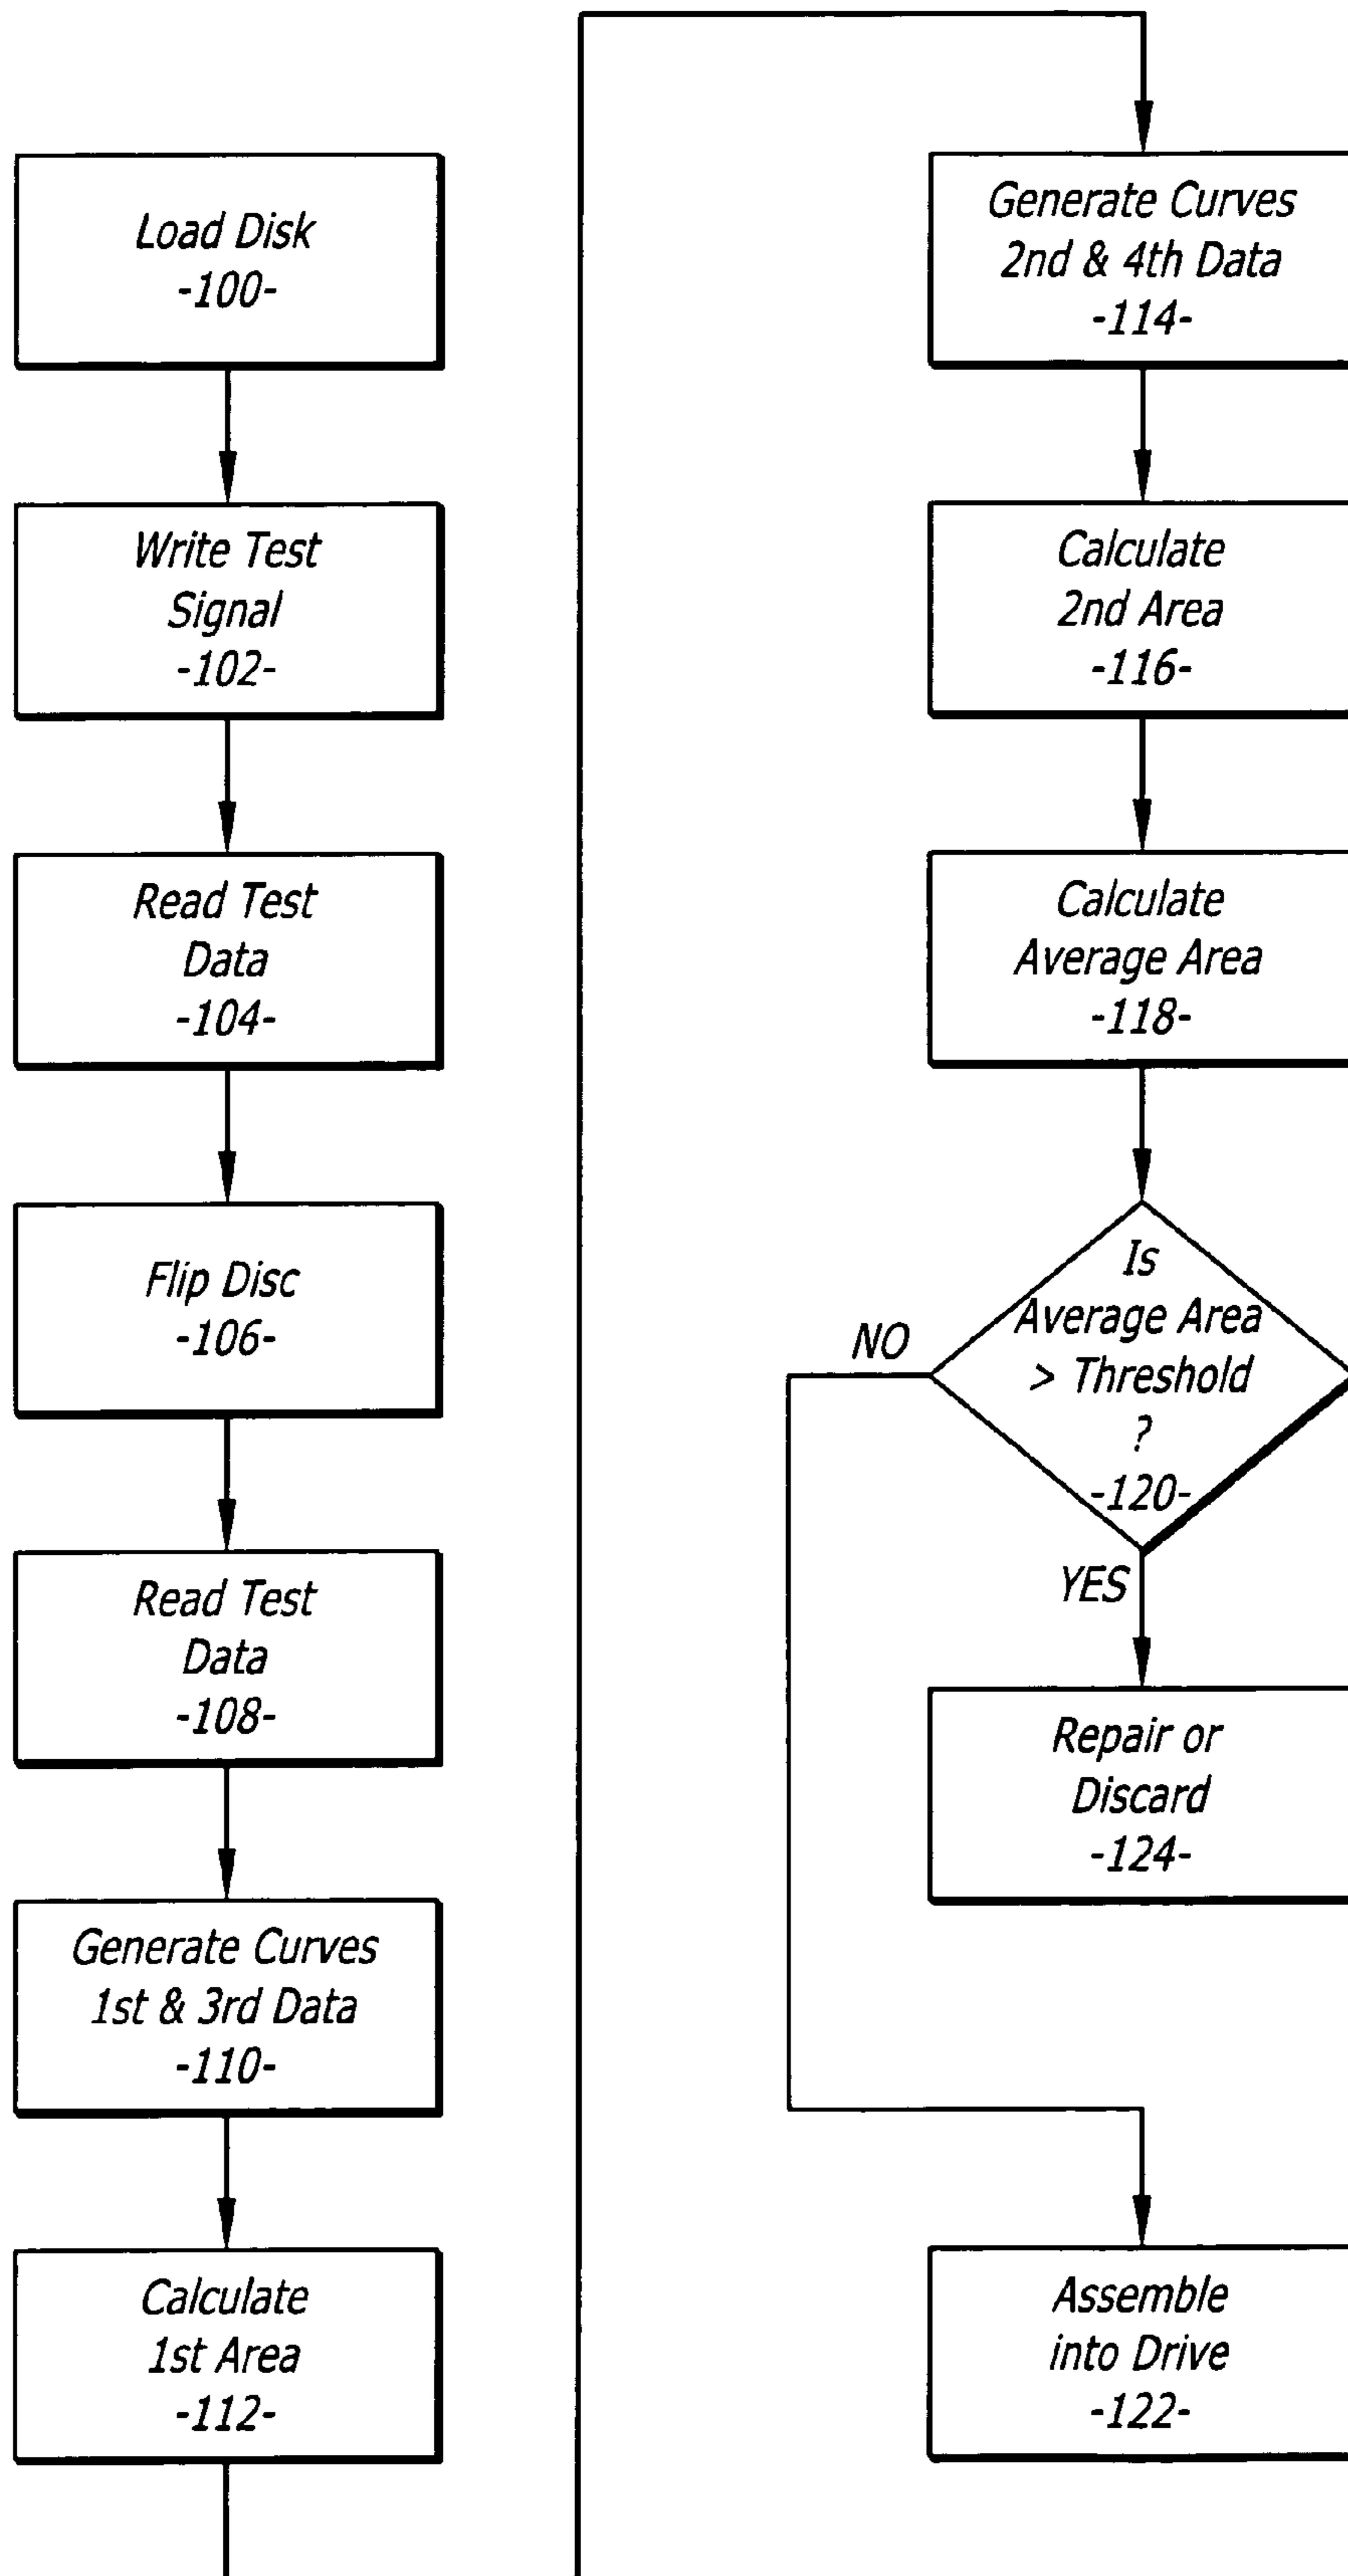 Load Disk
-100-
Write Test
Signal
-102-
Read Test
Data
-104-
Flip Disc
-106-
Read Test
Data
-108-
Generate Curves
1st & 3rd Data
-110-
Calculate
1st Area
-112-
Generate Curves
2nd & 4th Data
-114-
Calculate
2nd Area
-116-
Calculate
Average Area
-118-
Is
Average Area
> Threshold
?
-120-
NO
YES
Repair or
Discard
-124-
Assemble
into Drive
-122-